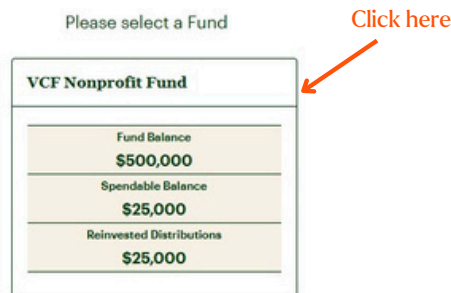 Please select a Fund
Click here
VCF Nonprofit Fund
Fund Balance
$500,000
Spendable Balance
$25,000
Reinvested Distributions
$25,000